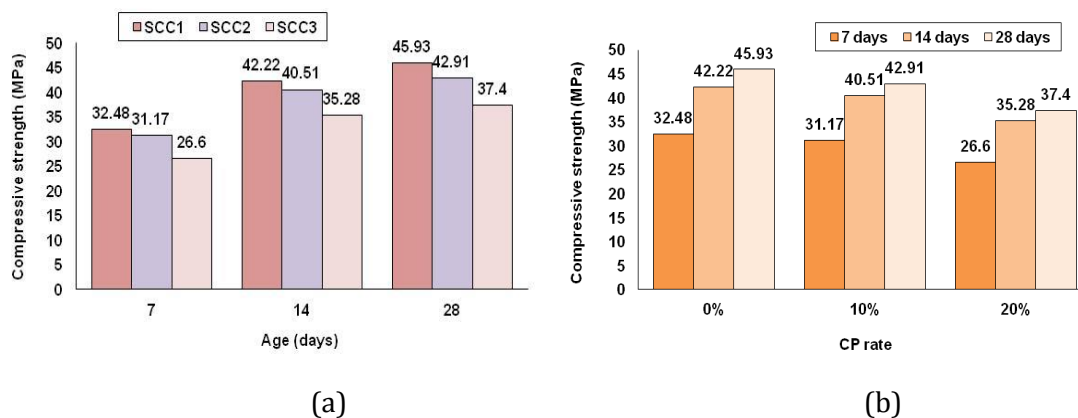 SCC1 SCC2 SCC3
Compressive strength (MPa)
50
45
40
35
30
25
20
15
10
5
0
32.48 31.17 26.6
42.22 40.51 35.28
45.93 42.91 37.4
7 14 28
Age (days)
(a)
7 days 14 days 28 days
Compressive strength (MPa)
50
45
40
35
30
25
20
15
10
5
0
32.48 42.22 45.93
31.17 40.51 42.91
26.6 35.28 37.4
0% 10% 20%
CP rate
(b)